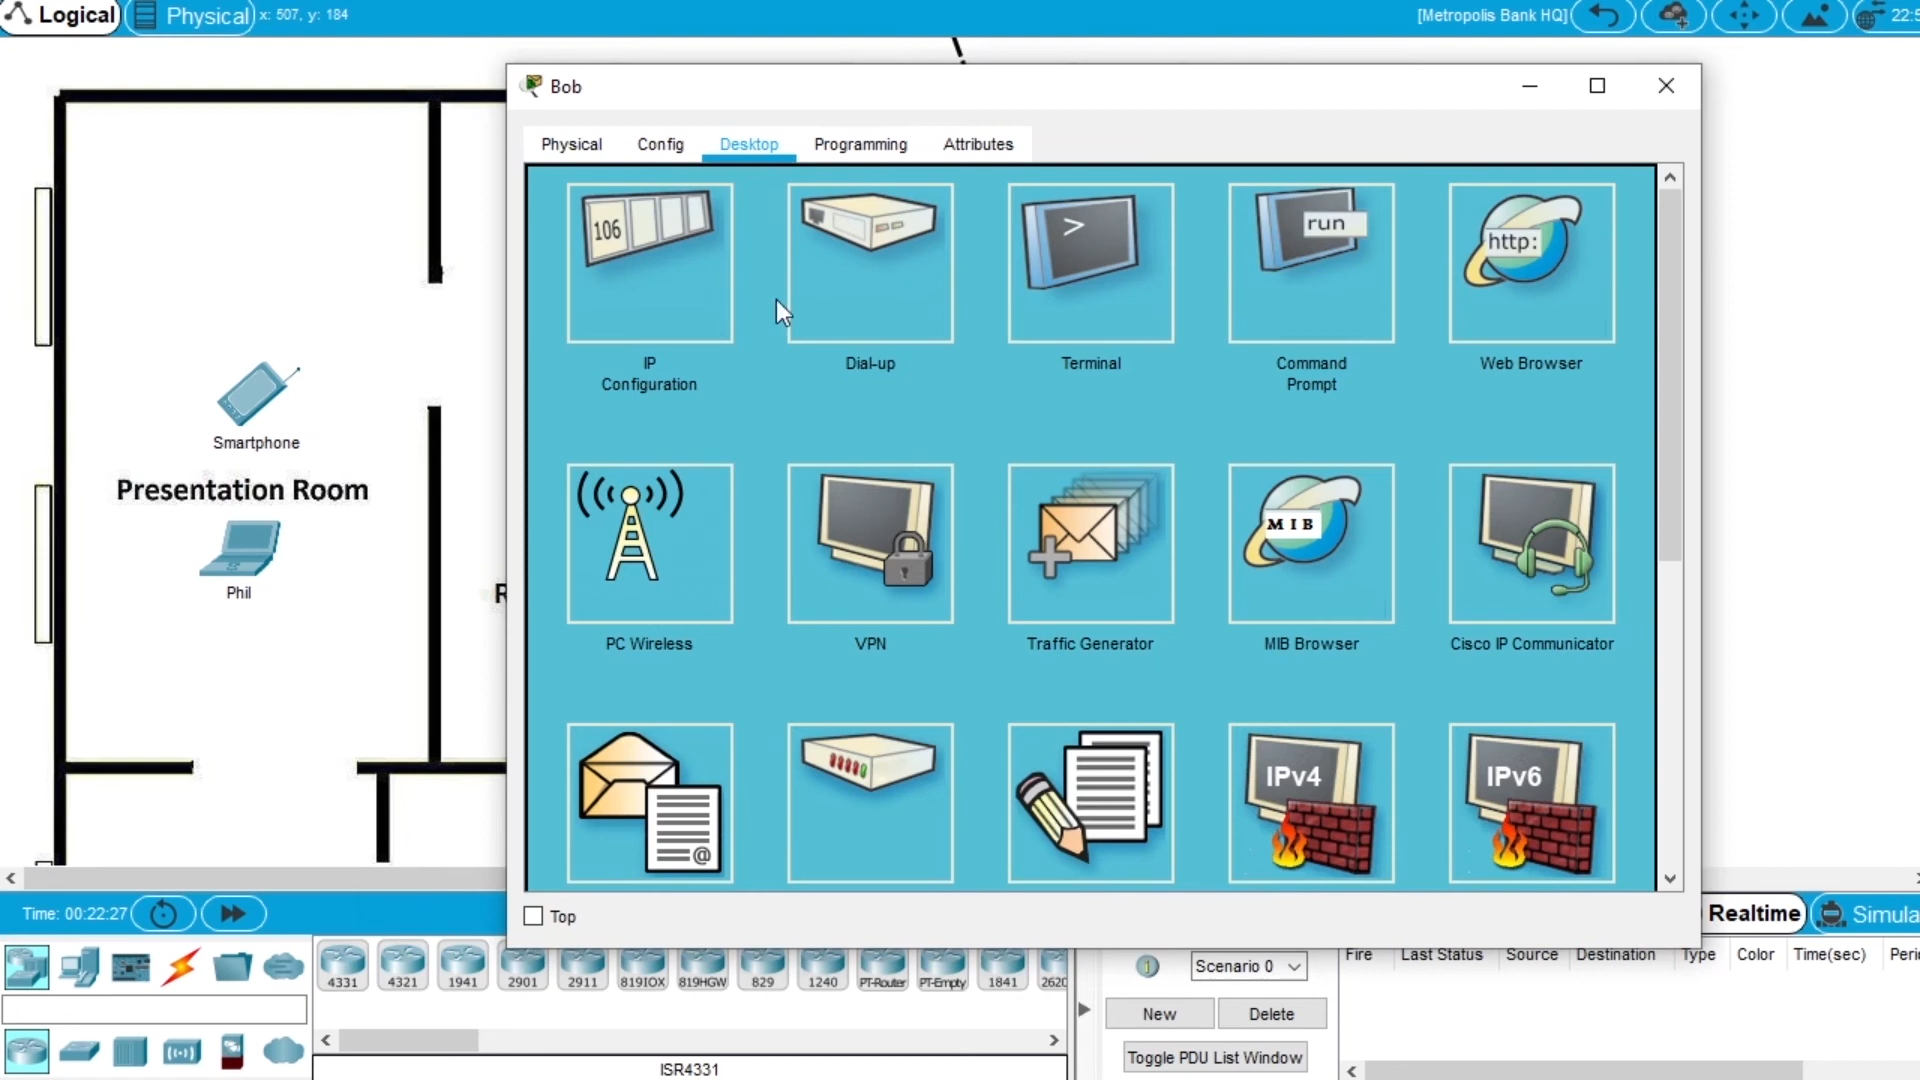 Logical
Physical
x: 507, y: 184
[Metropolis Bank HQ]
Bob
Physical
Config
Desktop
Programming
Attributes
106
>
run
http:
IP
Configuration
Dial-up
Terminal
Command
Prompt
Web Browser
Smartphone
Presentation Room
Phil
MIB
PC Wireless
VPN
Traffic Generator
MIB Browser
Cisco IP Communicator
@
IPv4
IPv6
Top
Time: 00:22:27
Realtime
4331
4321
1941
2901
2911
819IOX
819HGW
829
1240
PT-Router
PT-Empty
1841
ISR4331
Scenario 0
New
Delete
Toggle PDU List Window
Fire
Last Status
Source
Destination
Type
Color
Time(sec)